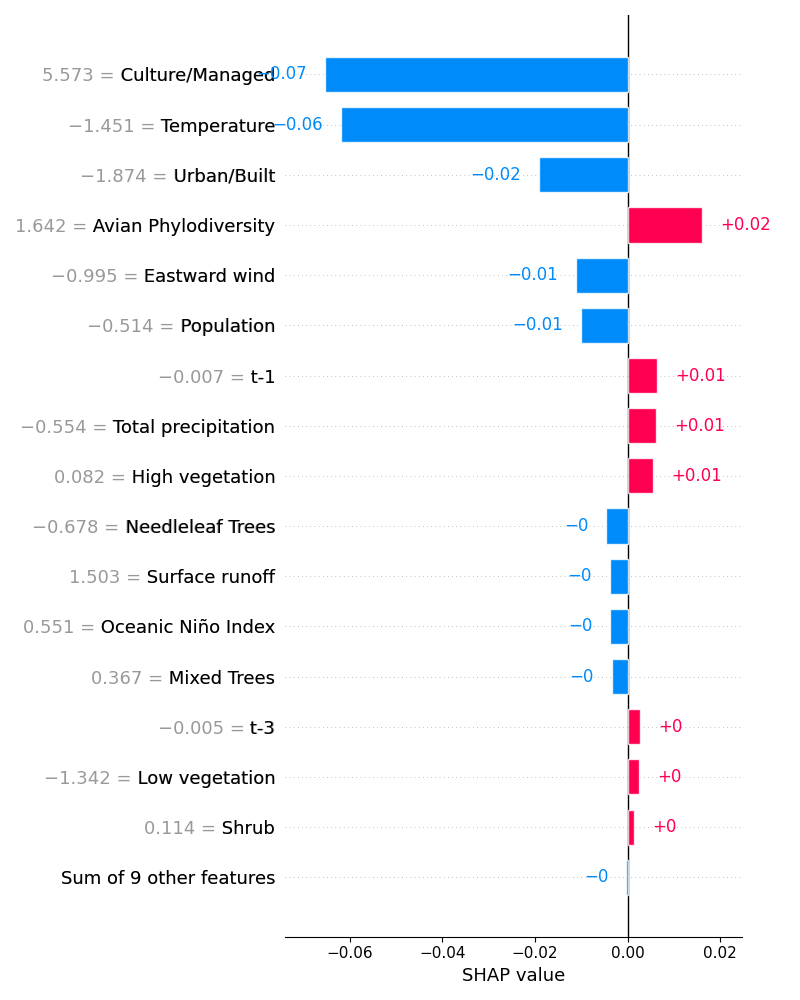 5.573 = Culture/Managed −0.07
−1.451 = Temperature −0.06
−1.874 = Urban/Built −0.02
1.642 = Avian Phylodiversity +0.02
−0.995 = Eastward wind −0.01
−0.514 = Population −0.01
−0.007 = t-1 +0.01
−0.554 = Total precipitation +0.01
0.082 = High vegetation +0.01
−0.678 = Needleleaf Trees −0
1.503 = Surface runoff −0
0.551 = Oceanic Niño Index −0
0.367 = Mixed Trees −0
−0.005 = t-3 +0
−1.342 = Low vegetation +0
0.114 = Shrub +0
Sum of 9 other features −0
−0.06 −0.04 −0.02 0.00 0.02
SHAP value